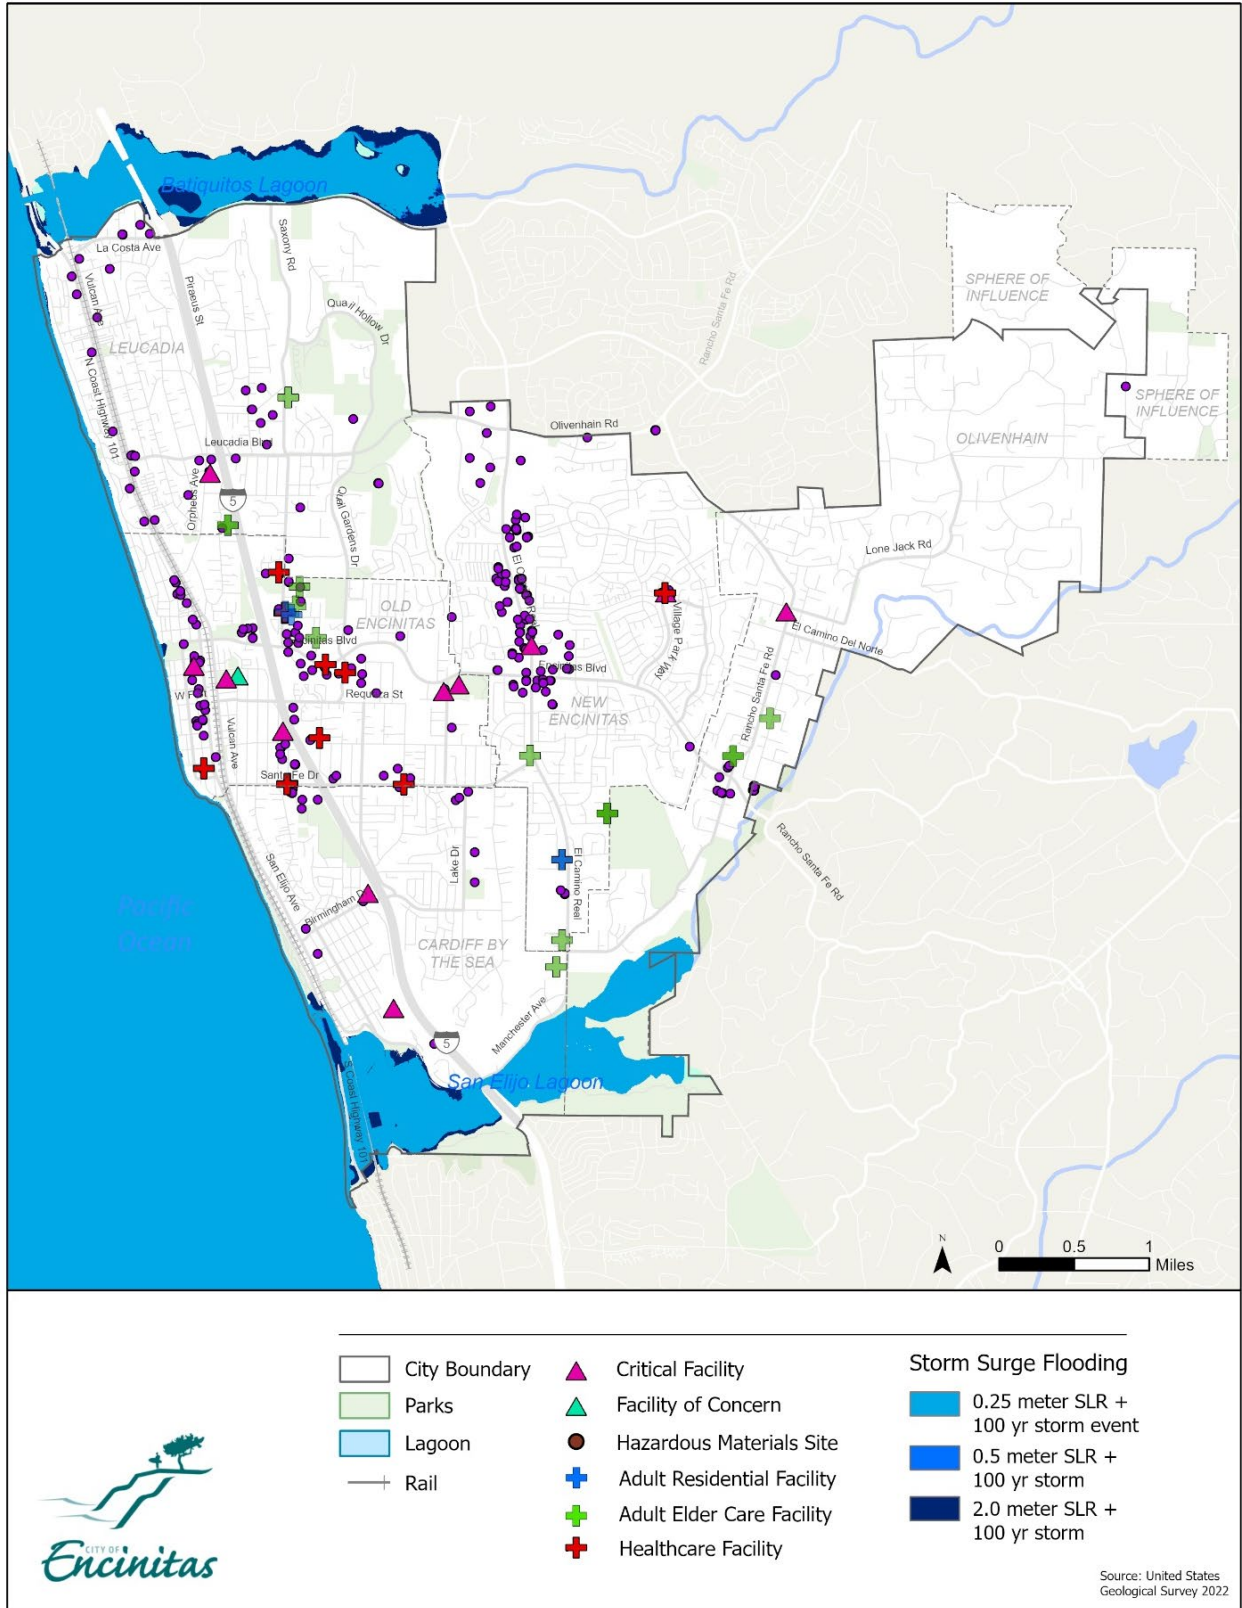 Batiquitos Lagoon
La Costa Ave
Saxony Rd
Vulcan Ave
Piraeus St
Quail Hollow Dr
Rancho Santa Fe Rd
SPHERE OF
INFLUENCE
LEUCADIA
N Coast Highway 101
SPHERE OF
INFLUENCE
Olivenhain Rd
OLIVENHAIN
Leucadia Blvd
Orpheus Ave
5
Quail Gardens Dr
Lone Jack Rd
OLD
ENCINITAS
Village Park Way
El Camino Del Norte
Encinitas Blvd
Rancho Santa Fe Rd
Requeza St
NEW
ENCINITAS
Vulcan Ave
Santa Fe Dr
Rancho Santa Fe Rd
San Elijo Ave
Lake Dr
El Camino Real
Birmingham
Pacific
Ocean
CARDIFF BY
THE SEA
Manchester Ave
5
San Elijo Lagoon
S Coast Highway 101
N
0 0.5 1
Miles
City Boundary
Parks
Lagoon
Rail
Critical Facility
Facility of Concern
Hazardous Materials Site
Adult Residential Facility
Adult Elder Care Facility
Healthcare Facility
Storm Surge Flooding
0.25 meter SLR +
100 yr storm event
0.5 meter SLR +
100 yr storm
2.0 meter SLR +
100 yr storm
CITY OF
Encinitas
Source: United States
Geological Survey 2022